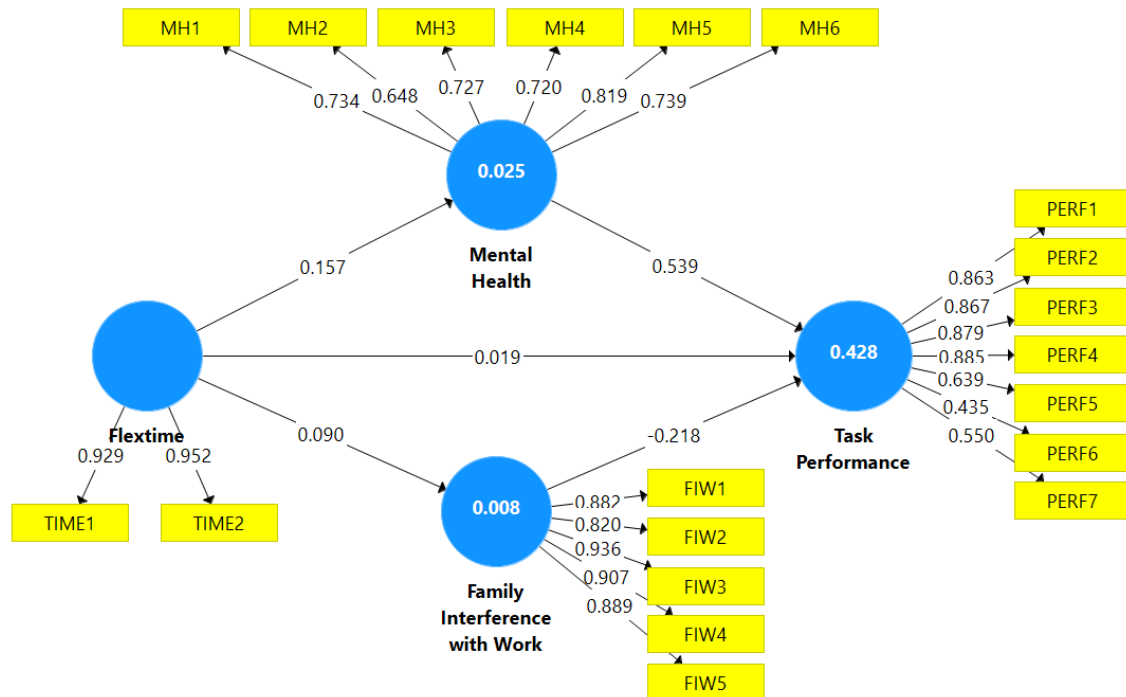 MH1 MH2 MH3 MH4 MH5 MH6
0.734 0.648 0.727 0.720 0.819 0.739
0.025
Mental
Health
0.157
0.539
Flextime
0.929 0.952
TIME1 TIME2
0.019
0.090
-0.218
0.008
Family
Interference
with Work
0.882
0.820
0.936
0.907
0.889
FIW1
FIW2
FIW3
FIW4
FIW5
0.428
Task
Performance
0.863
0.867
0.879
0.885
0.639
0.435
0.550
PERF1
PERF2
PERF3
PERF4
PERF5
PERF6
PERF7